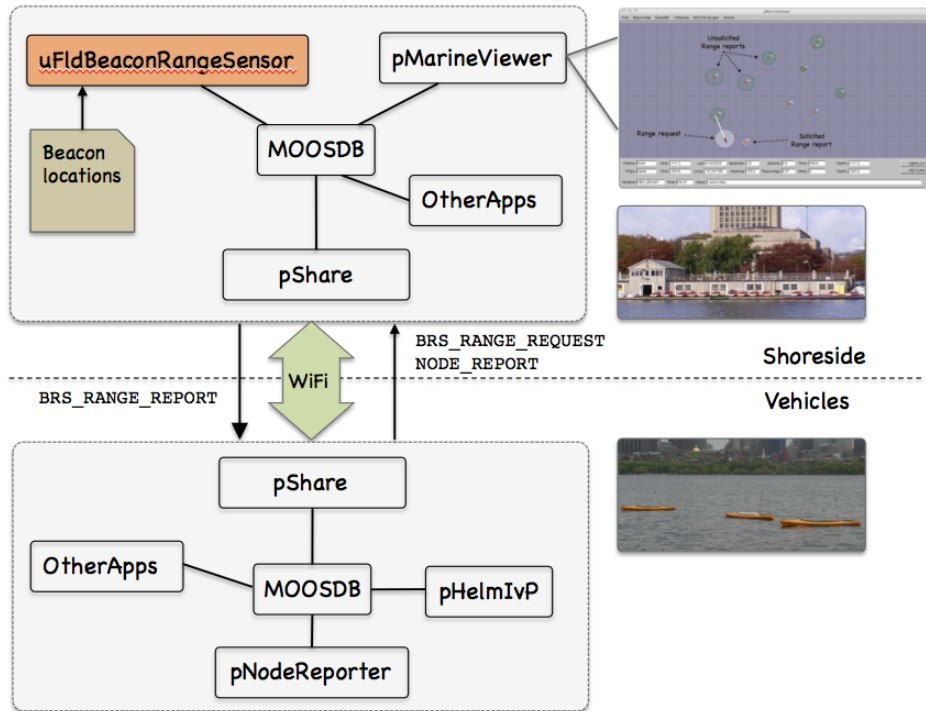 uFldBeaconRangeSensor
pMarineViewer
MOOSDB
Beacon
locations
OtherApps
pShare
pMarineViewer
Unsolicited
Range reports
Range request
Solicited
Range report
BRS_RANGE_REQUEST
NODE_REPORT
Shoreside
WiFi
BRS_RANGE_REPORT
Vehicles
pShare
OtherApps
MOOSDB
pHelmIvP
pNodeReporter